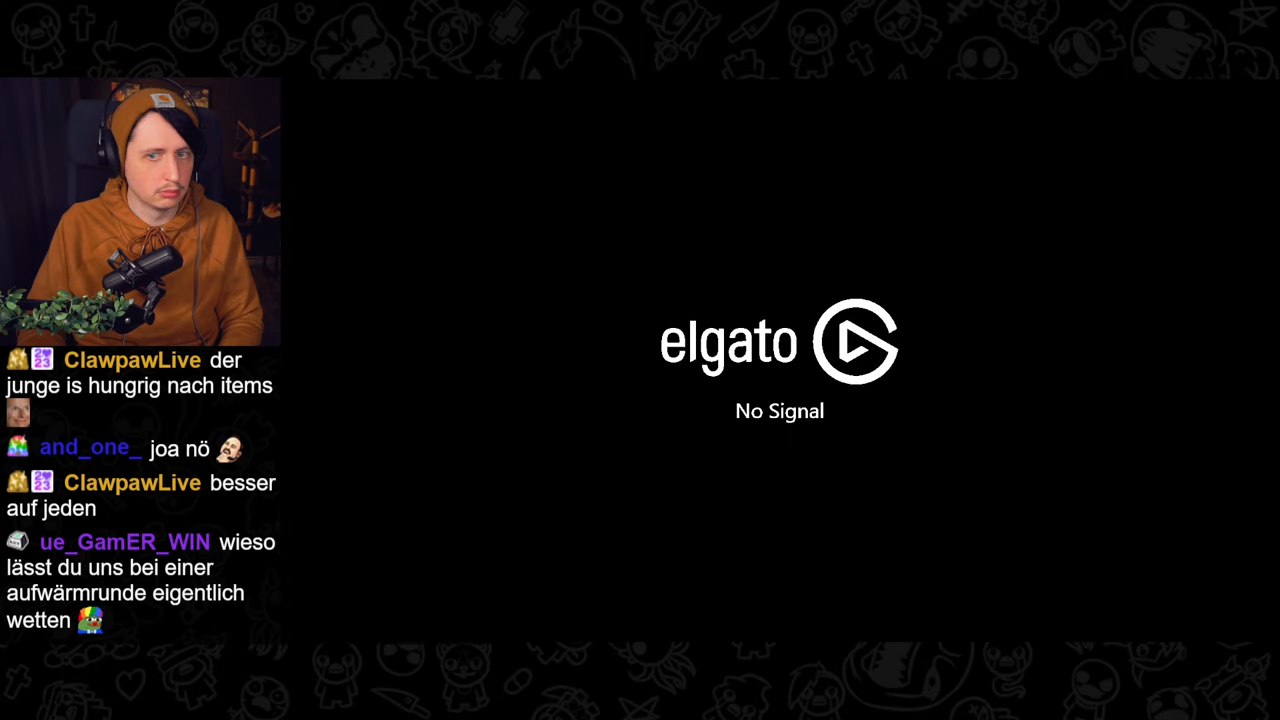 ClawpawLive der
junge is hungrig nach items
and_one_ joa nö
ClawpawLive besser
auf jeden
ue_GamER_WIN wieso
lässt du uns bei einer
aufwärmrunde eigentlich
wetten
elgato
No Signal